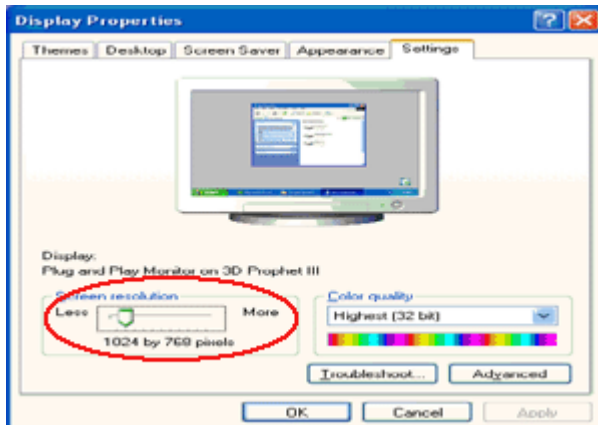 Display Properties
Themes Desktop Screen Saver Appearance Settings
Display:
Plug and Play Monitor on 3D Prophet III
Screen resolution
Less More
1024 by 768 pixels
Color quality
Highest (32 bit)
Troubleshoot... Advanced
OK Cancel Apply